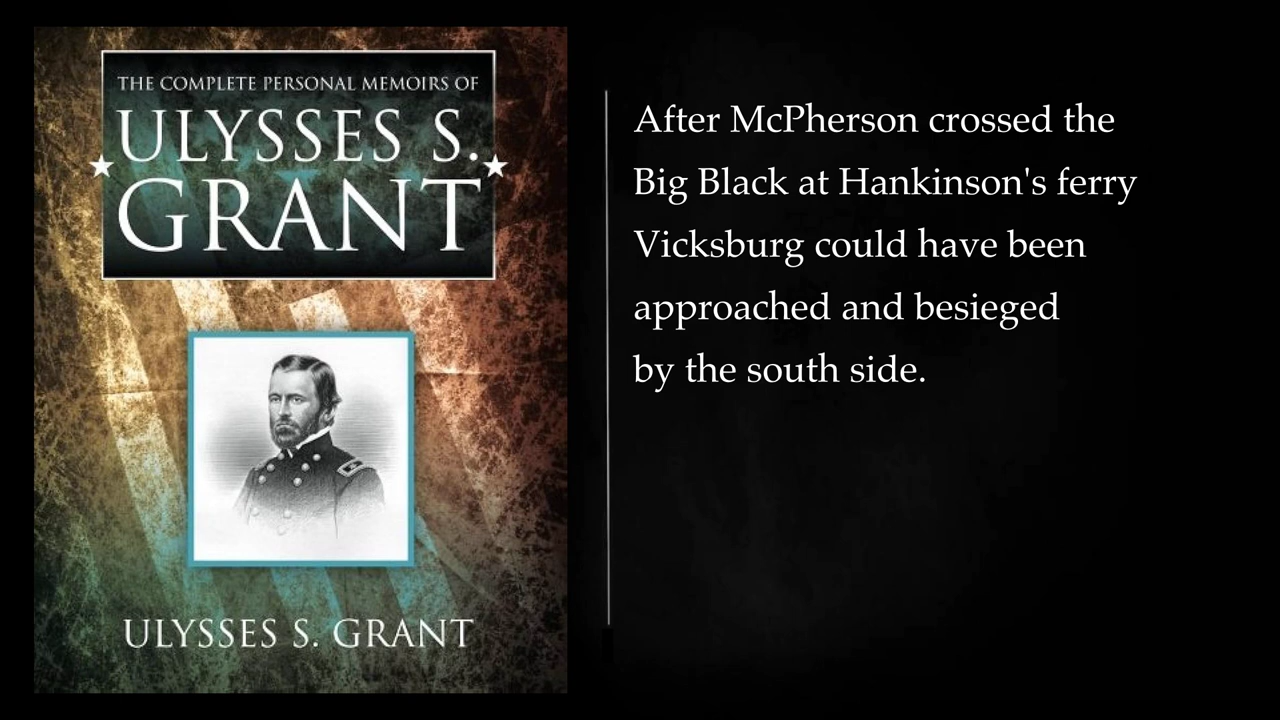 THE COMPLETE PERSONAL MEMOIRS OF
ULYSSES S.
GRANT
ULYSSES S. GRANT
After McPherson crossed the
Big Black at Hankinson's ferry
Vicksburg could have been
approached and besieged
by the south side.